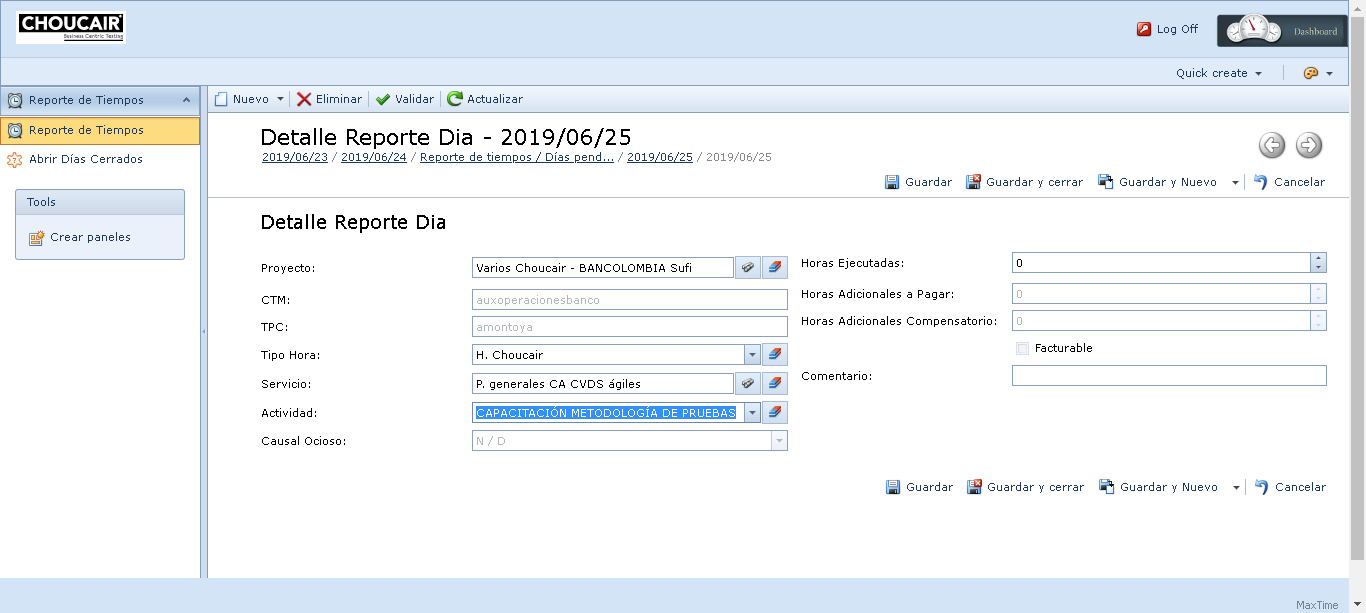 CHOUCAIR
Business Centric Testing
Log Off
Dashboard
Quick create
Reporte de Tiempos
Reporte de Tiempos
Abrir Días Cerrados
Tools
Crear paneles
Nuevo Eliminar Validar Actualizar
Detalle Reporte Dia - 2019/06/25
2019/06/23 / 2019/06/24 / Reporte de tiempos / Días pend... / 2019/06/25 / 2019/06/25
Guardar Guardar y cerrar Guardar y Nuevo Cancelar
Detalle Reporte Dia
Proyecto: Varios Choucair - BANCOLOMBIA Sufi
CTM: auxoperacionesbanco
TPC: amontoya
Tipo Hora: H. Choucair
Servicio: P. generales CA CVDS ágiles
Actividad: CAPACITACIÓN METODOLOGÍA DE PRUEBAS
Causal Ocioso: N / D
Horas Ejecutadas: 0
Horas Adicionales a Pagar: 0
Horas Adicionales Compensatorio: 0
Facturable
Comentario:
Guardar Guardar y cerrar Guardar y Nuevo Cancelar
MaxTime